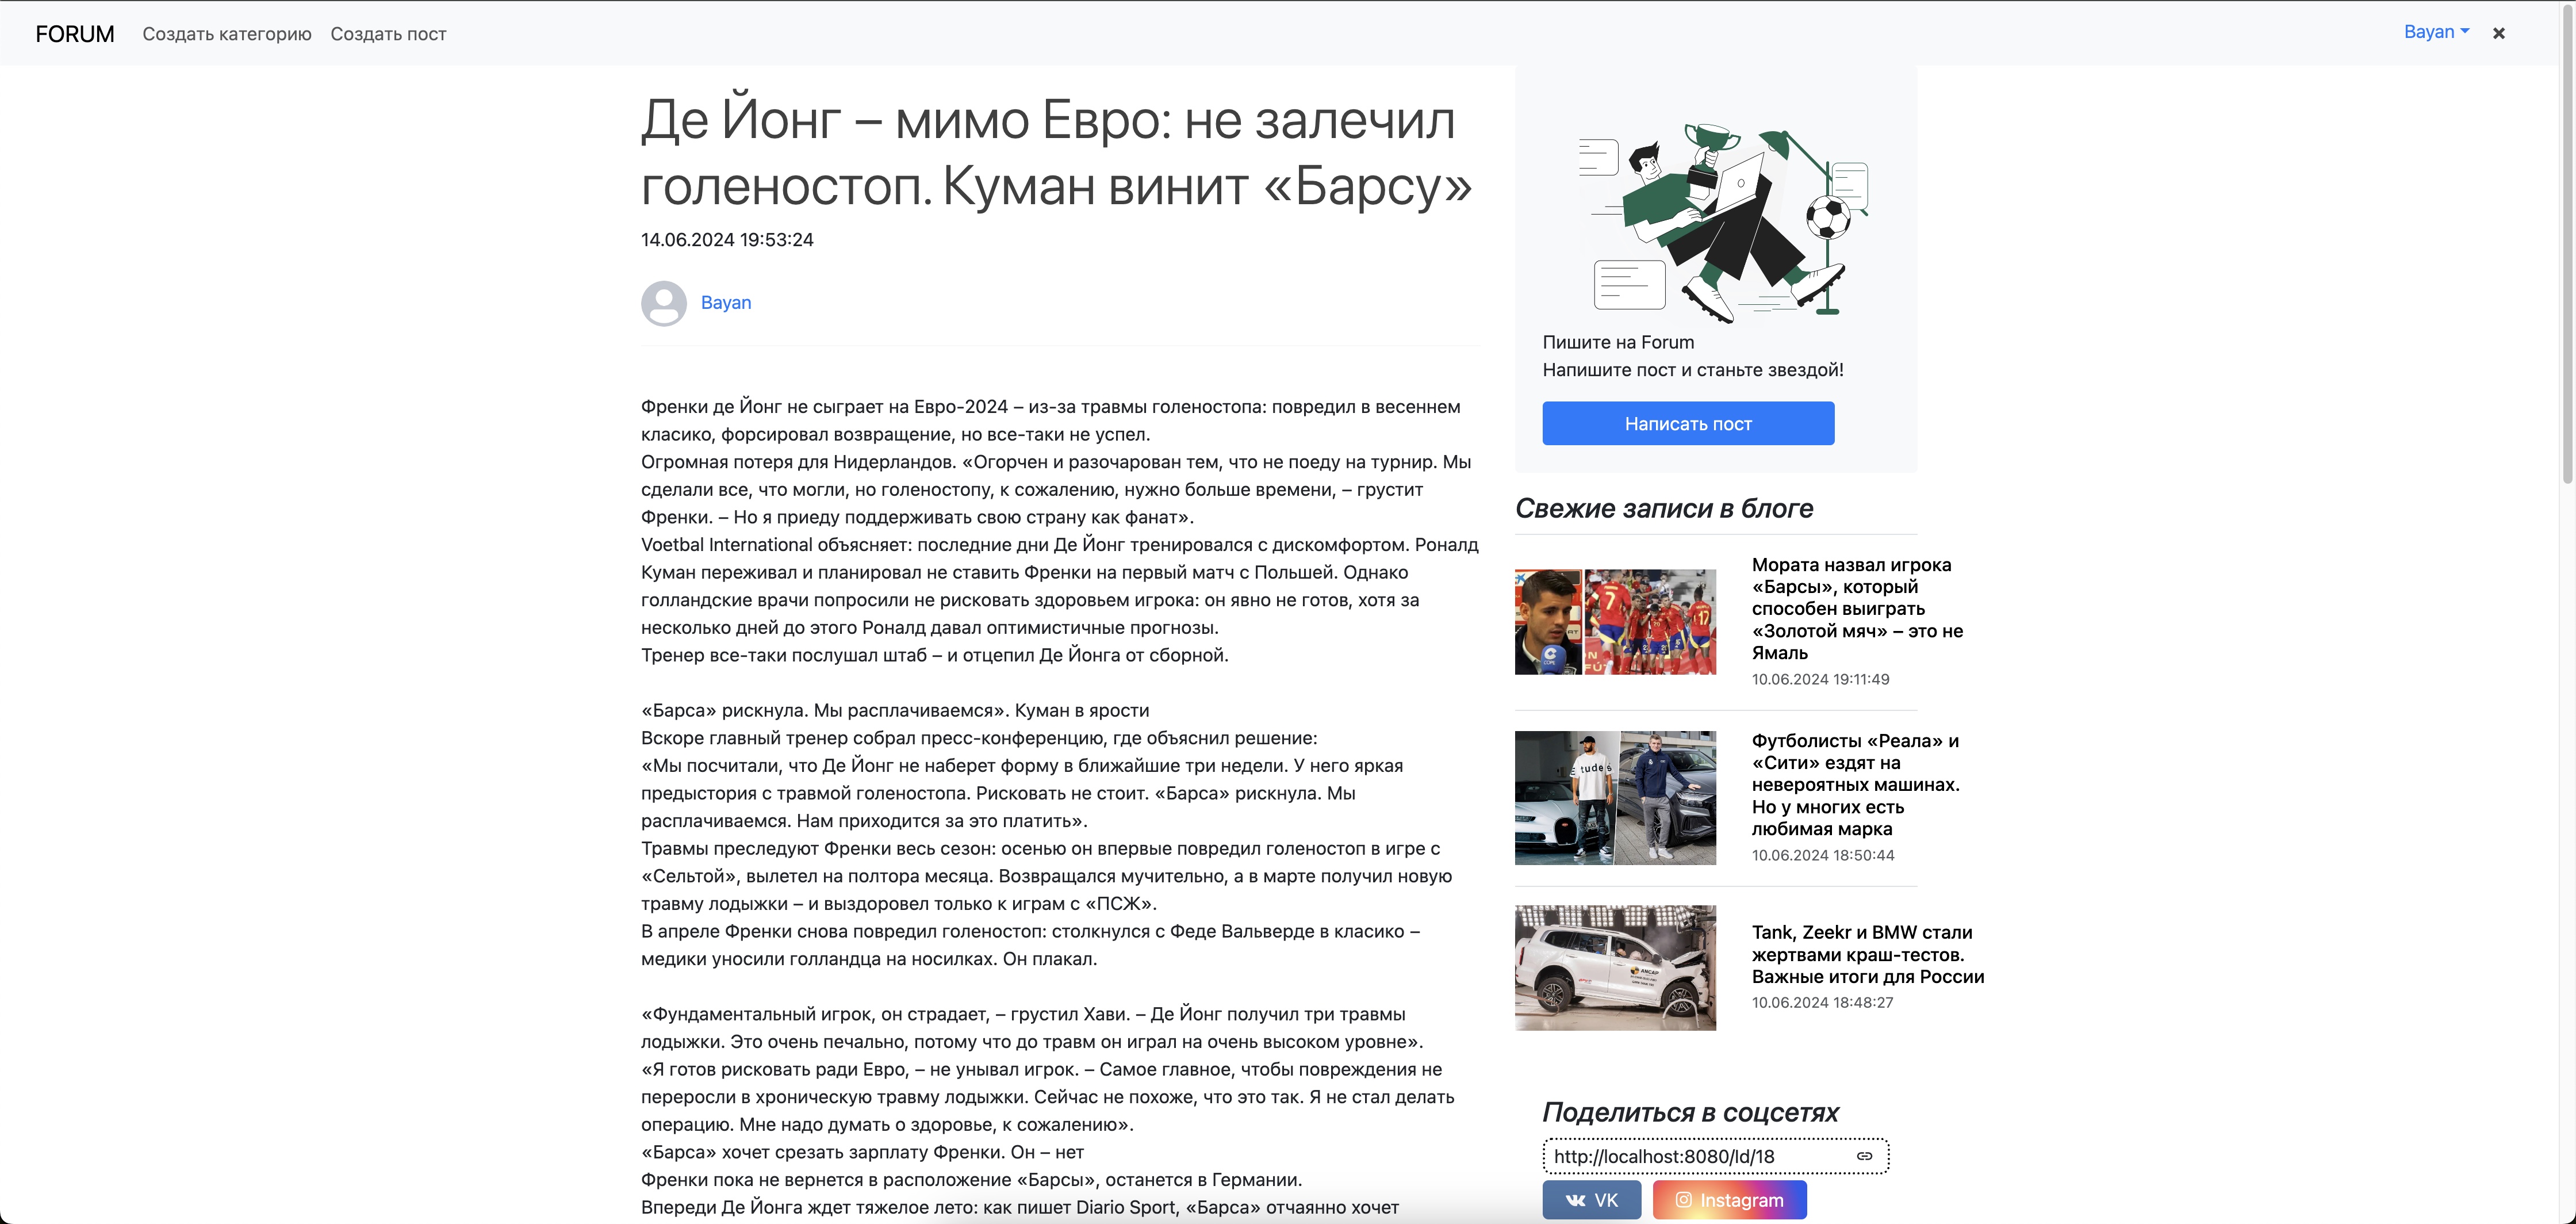 FORUM Создать категорию Создать пост
Bayan
Де Йонг – мимо Евро: не залечил
голеностоп. Куман винит «Барсу»
14.06.2024 19:53:24
Bayan
Френки де Йонг не сыграет на Евро-2024 – из-за травмы голеностопа: повредил в весеннем
класико, форсировал возвращение, но все-таки не успел.
Огромная потеря для Нидерландов. «Огорчен и разочарован тем, что не поеду на турнир. Мы
сделали все, что могли, но голеностопу, к сожалению, нужно больше времени, – грустит
Френки. – Но я приеду поддерживать свою страну как фанат».
Voetbal International объясняет: последние дни Де Йонг тренировался с дискомфортом. Роналд
Куман переживал и планировал не ставить Френки на первый матч с Польшей. Однако
голландские врачи попросили не рисковать здоровьем игрока: он явно не готов, хотя за
несколько дней до этого Роналд давал оптимистичные прогнозы.
Тренер все-таки послушал штаб – и отцепил Де Йонга от сборной.
«Барса» рискнула. Мы расплачиваемся». Куман в ярости
Вскоре главный тренер собрал пресс-конференцию, где объяснил решение:
«Мы посчитали, что Де Йонг не наберет форму в ближайшие три недели. У него яркая
предыстория с травмой голеностопа. Рисковать не стоит. «Барса» рискнула. Мы
расплачиваемся. Нам приходится за это платить».
Травмы преследуют Френки весь сезон: осенью он впервые повредил голеностоп в игре с
«Сельтой», вылетел на полтора месяца. Возвращался мучительно, а в марте получил новую
травму лодыжки – и выздоровел только к играм с «ПСЖ».
В апреле Френки снова повредил голеностоп: столкнулся с Феде Вальверде в класико –
медики уносили голландца на носилках. Он плакал.
«Фундаментальный игрок, он страдает, – грустил Хави. – Де Йонг получил три травмы
лодыжки. Это очень печально, потому что до травм он играл на очень высоком уровне».
«Я готов рисковать ради Евро, – не унывал игрок. – Самое главное, чтобы повреждения не
переросли в хроническую травму лодыжки. Сейчас не похоже, что это так. Я не стал делать
операцию. Мне надо думать о здоровье, к сожалению».
«Барса» хочет срезать зарплату Френки. Он – нет
Френки пока не вернется в расположение «Барсы», останется в Германии.
Впереди Де Йонга ждет тяжелое лето: как пишет Diario Sport, «Барса» отчаянно хочет
Пишите на Forum
Напишите пост и станьте звездой!
Написать пост
Свежие записи в блоге
Мората назвал игрока
«Барсы», который
способен выиграть
«Золотой мяч» – это не
Ямаль
10.06.2024 19:11:49
Футболисты «Реала» и
«Сити» ездят на
невероятных машинах.
Но у многих есть
любимая марка
10.06.2024 18:50:44
Tank, Zeekr и BMW стали
жертвами краш-тестов.
Важные итоги для России
10.06.2024 18:48:27
ANCAP
7
17
Поделиться в соцсетях
http://localhost:8080/ld/18
VK
Instagram